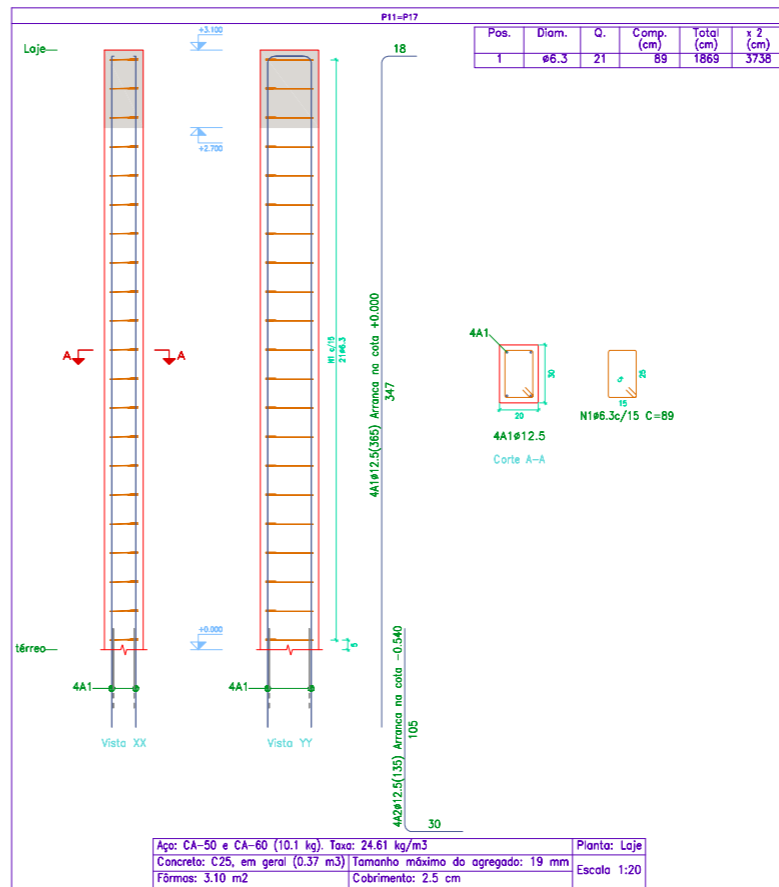 P11=P17
Pos. Diam. Q. Comp. (cm) Total (cm) x 2 (cm)
1 ø6.3 21 89 1869 3738
Laje
+3.100
18
+2.700
A A
N1 c/15
21ø6.3
4A1ø12.5(365) Arranca na cota +0.000
347
4A1
30
20
4A1ø12.5
Corte A-A
25
15
N1ø6.3c/15 C=89
térreo
+0.000
4A1
4A1
Vista XX
Vista YY
4A2ø12.5(135) Arranca na cota -0.540
105
30
Aço: CA-50 e CA-60 (10.1 kg). Taxa: 24.61 kg/m3
Planta: Laje
Concreto: C25, em geral (0.37 m3) Tamanho máximo do agregado: 19 mm
Escala 1:20
Fôrmas: 3.10 m2 Cobrimento: 2.5 cm